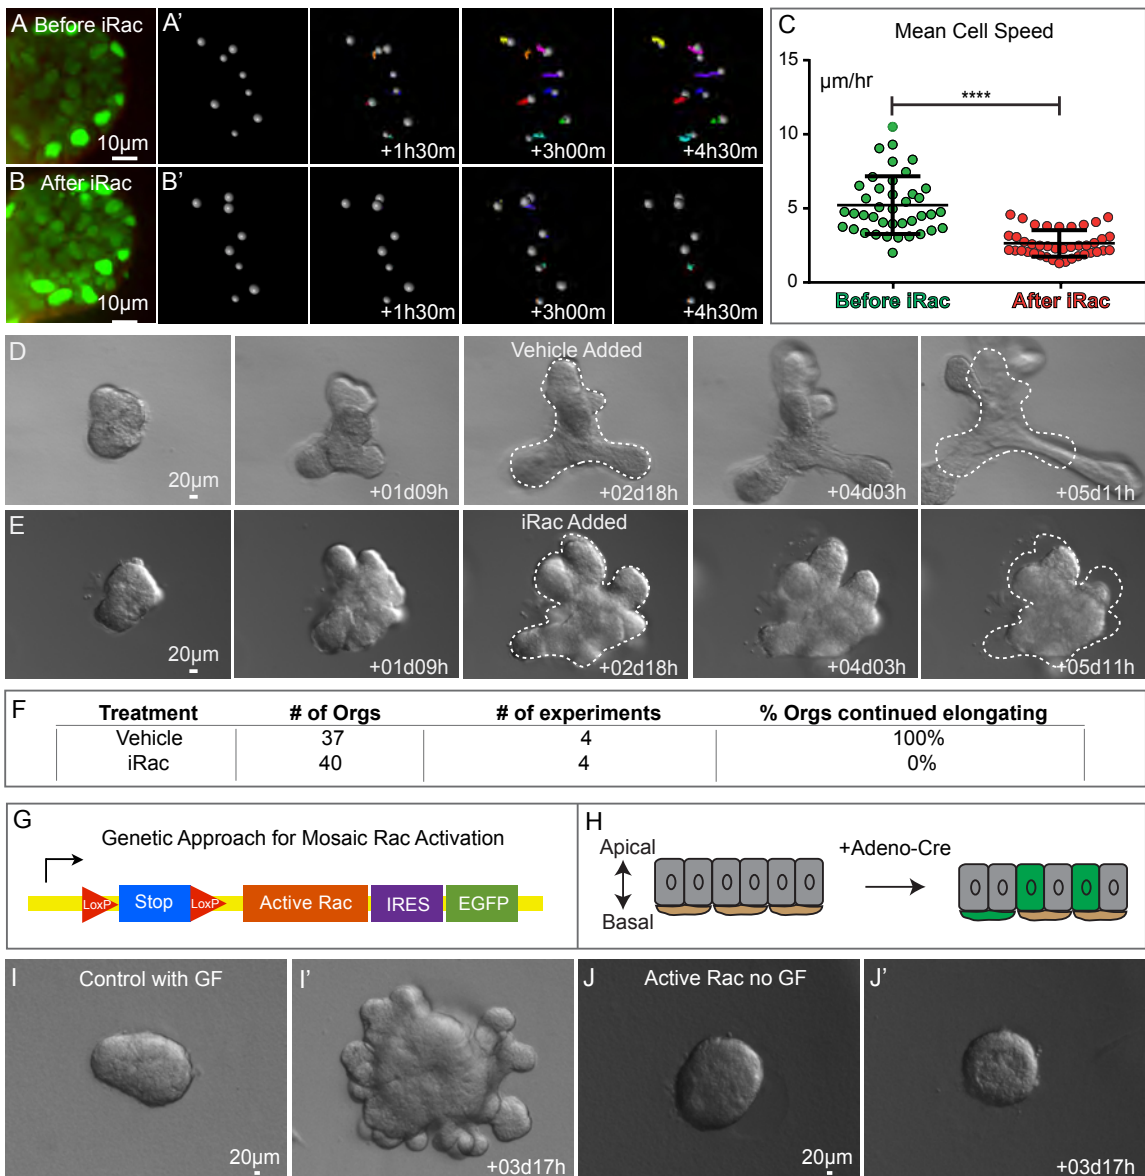 A Before iRac
10µm
A'
+1h30m
+3h00m
+4h30m
B After iRac
10µm
B'
+1h30m
+3h00m
+4h30m
C
Mean Cell Speed
µm/hr
****
15
10
5
0
Before iRac
After iRac
D
20µm
+01d09h
Vehicle Added
+02d18h
+04d03h
+05d11h
E
20µm
+01d09h
iRac Added
+02d18h
+04d03h
+05d11h
F
Treatment # of Orgs # of experiments % Orgs continued elongating
Vehicle 37 4 100%
iRac 40 4 0%
G
Genetic Approach for Mosaic Rac Activation
LoxP Stop LoxP Active Rac IRES EGFP
H
Apical
Basal
+Adeno-Cre
I Control with GF
20µm
I'
+03d17h
J Active Rac no GF
20µm
J'
+03d17h